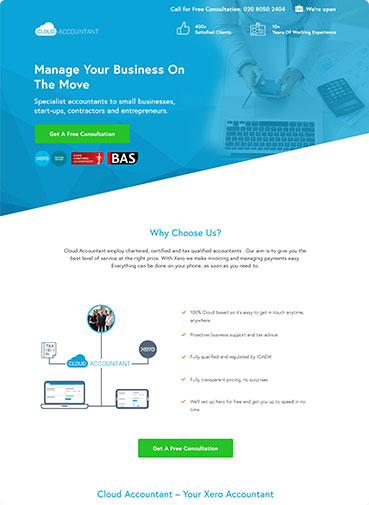 Call for Free Consultation: 020 8050 2404 We're open
CLOUD ACCOUNTANT
400+
Satisfied Clients
10+
Years Of Working Experience
Manage Your Business On
The Move
Specialist accountants to small businesses,
start-ups, contractors and entrepreneurs.
Get A Free Consultation
xero
BAS
Why Choose Us?
Cloud Accountant employ chartered, certified and tax qualified accountants . Our aim is to give you the
best level of service at the right price. With Xero we make invoicing and managing payments easy.
Everything can be done on your phone, as soon as you need to.
100% Cloud based so it's easy to get in touch anytime,
anywhere
Proactive business support and tax advice
TAX
xero
CLOUD ACCOUNTANT
Fully qualified and regulated by ICAEW
Fully transparent pricing, no surprises
We'll set up Xero for free and get you up to speed in no
time
Get A Free Consultation
Cloud Accountant – Your Xero Accountant